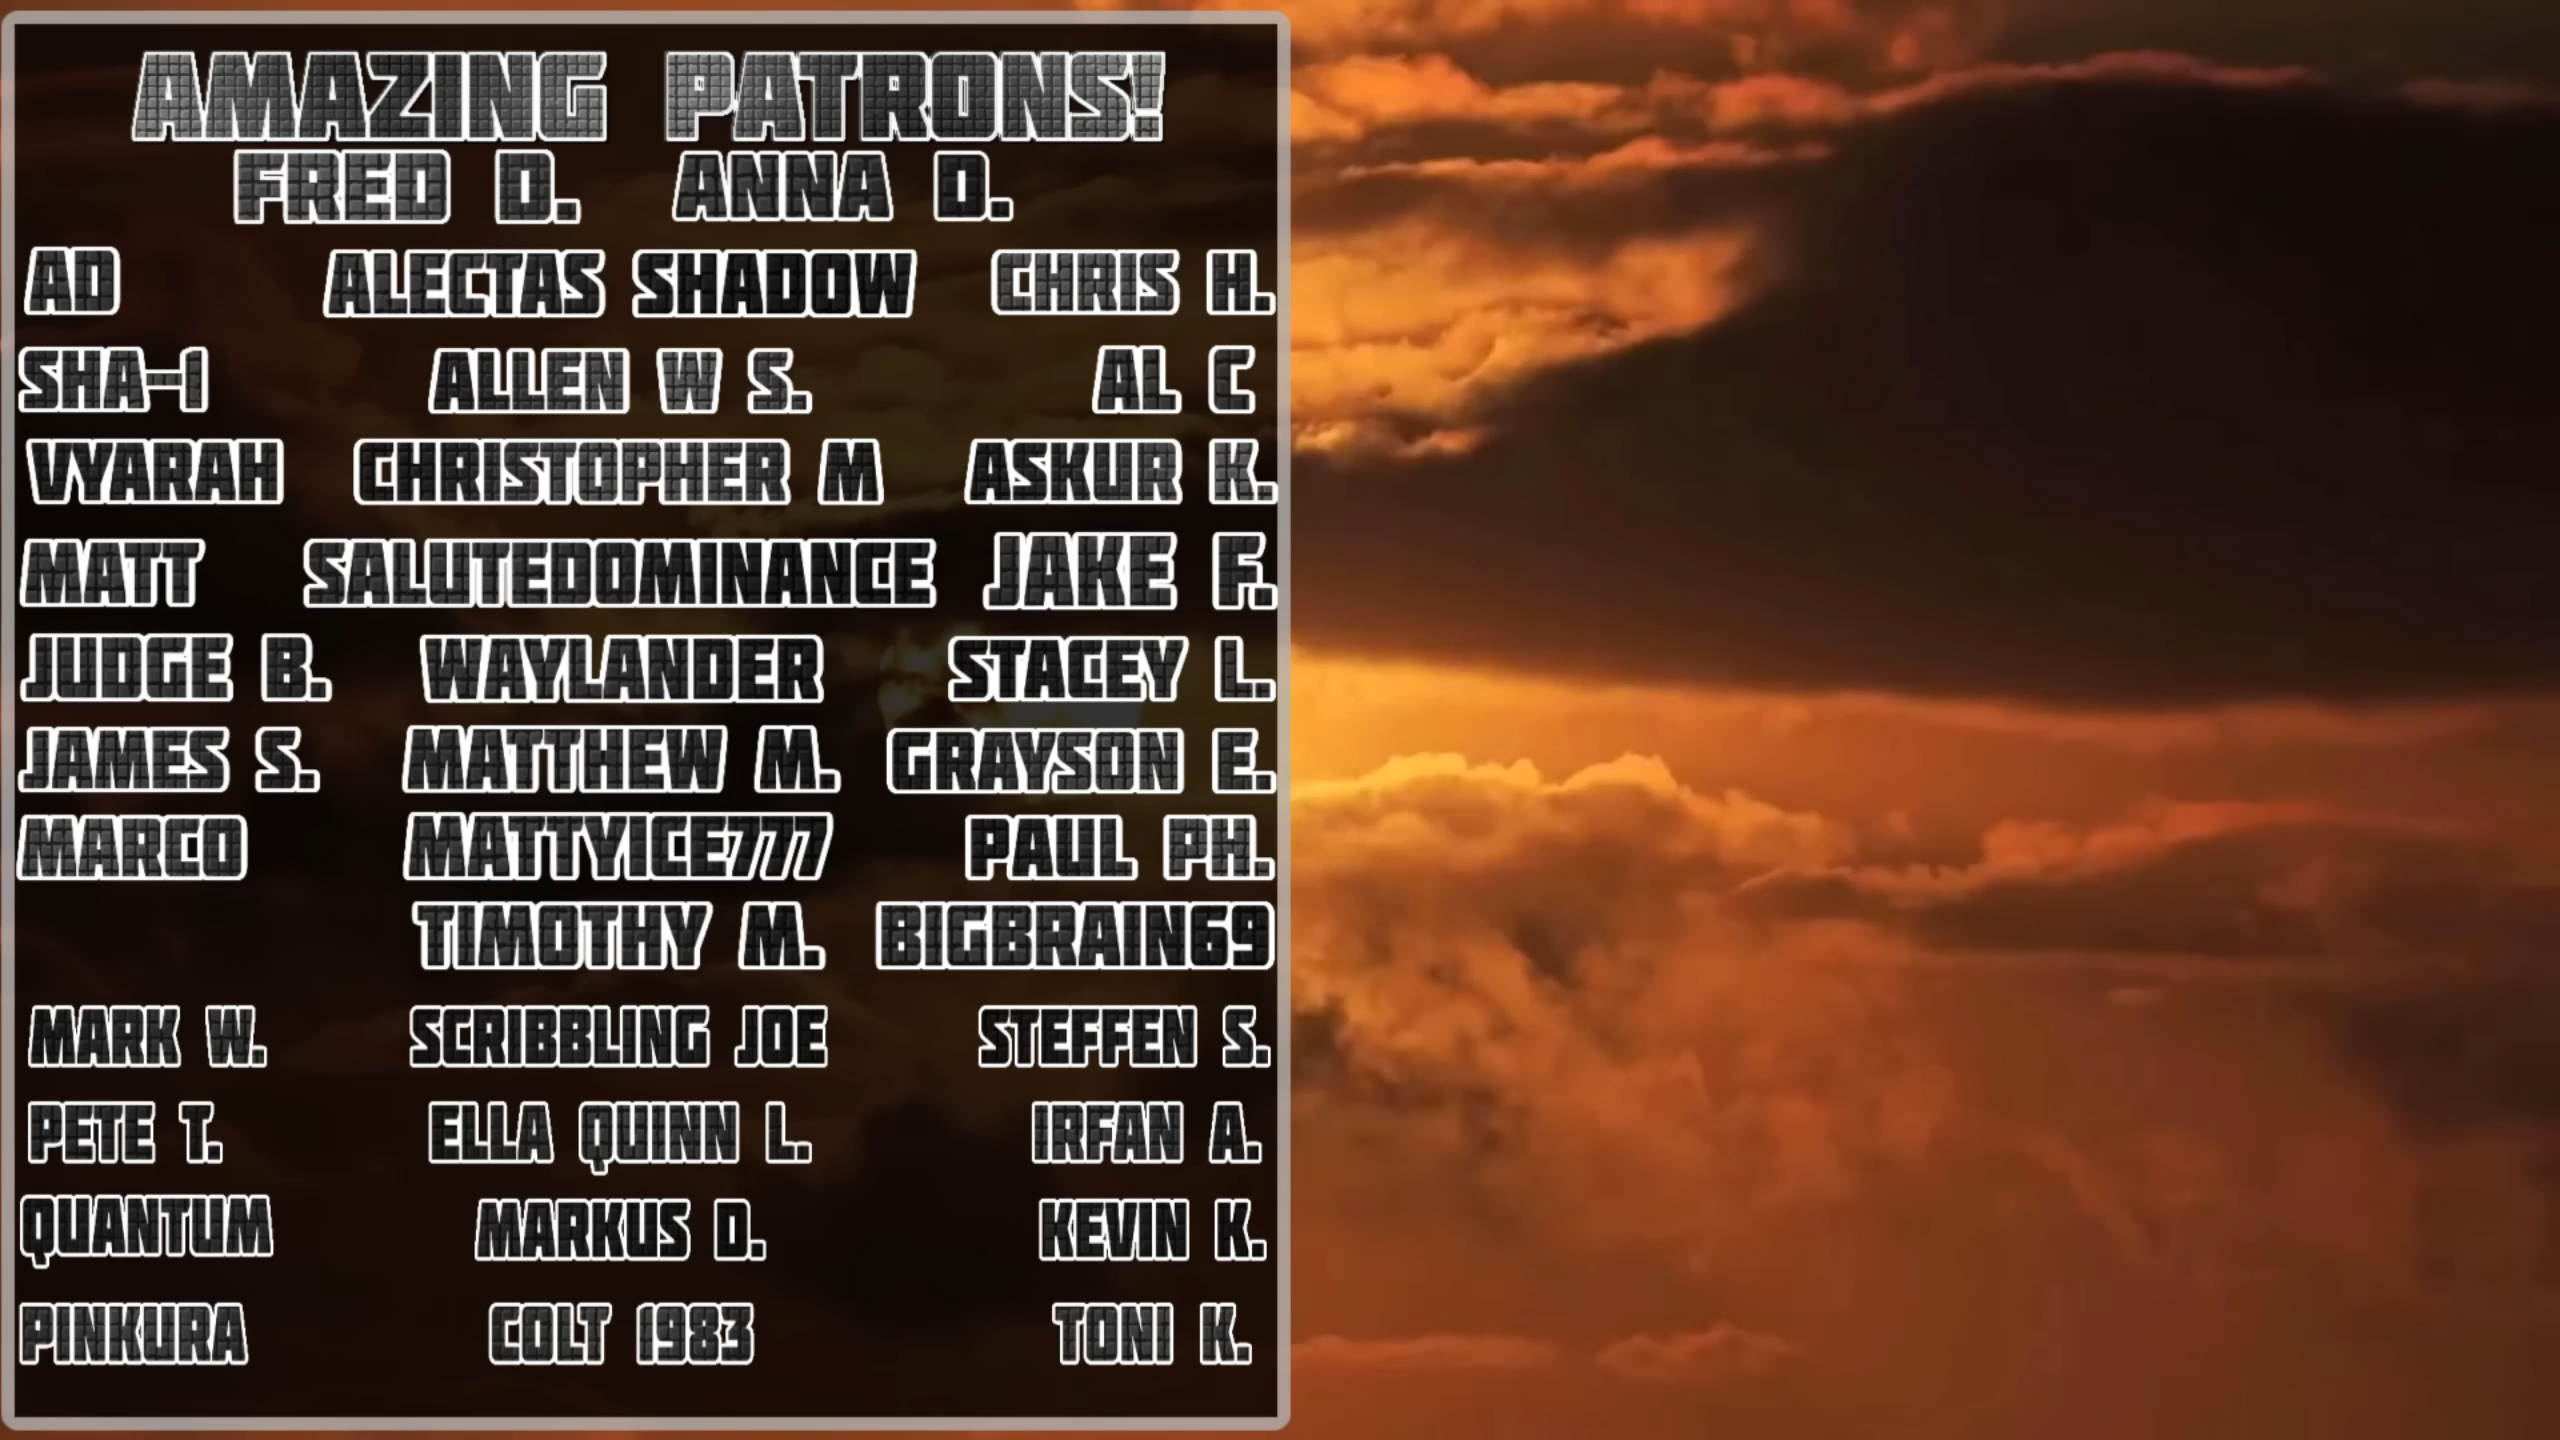 AMAZING PATRONS!
FRED D. ANNA D.
AD ALECTAS SHADOW CHRIS H.
SHA-1 ALLEN W S. AL C
VYARAH CHRISTOPHER M ASKUR K.
MATT SALUTEDOMINANCE JAKE F.
JUDGE B. WAYLANDER STACEY L.
JAMES S. MATTHEW M. GRAYSON E.
MARCO MATTYICE777 PAUL PH.
TIMOTHY M. BIGBRAIN69
MARK W. SCRIBBLING JOE STEFFEN S.
PETE T. ELLA QUINN L. IRFAN A.
QUANTUM MARKUS D. KEVIN K.
PINKURA COLT 1983 TONI K.